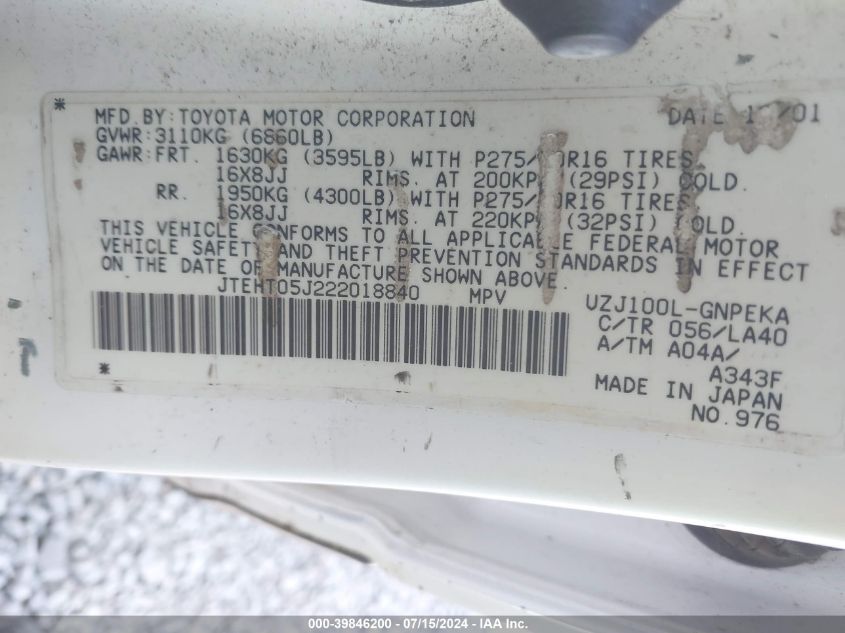 * MFD. BY: TOYOTA MOTOR CORPORATION DATE 1 /01
GVWR: 3110KG (6860LB)
GAWR: FRT. 1630KG (3595LB) WITH P275/ 0R16 TIRES
16X8JJ RIMS. AT 200KP (29PSI) COLD.
RR. 1950KG (4300LB) WITH P275/ 0R16 TIRES
16X8JJ RIMS. AT 220KP (32PSI) COLD.
THIS VEHICLE CONFORMS TO ALL APPLICABLE FEDERAL MOTOR
VEHICLE SAFETY AND THEFT PREVENTION STANDARDS IN EFFECT
ON THE DATE OF MANUFACTURE SHOWN ABOVE.
JTEHT05J222018840 MPV UZJ100L-GNPEKA
C/TR 056/LA40
A/TM A04A/
A343F
* MADE IN JAPAN
NO. 976
000-39846200 / 07/15/2024 - IAA Inc.